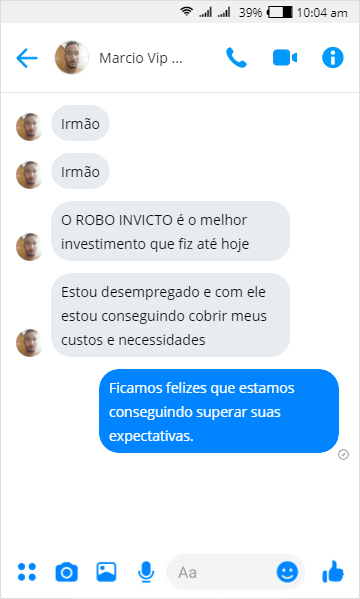 39% 10:04 am
Marcio Vip ...
Irmão
Irmão
O ROBO INVICTO é o melhor
investimento que fiz até hoje
Estou desempregado e com ele
estou conseguindo cobrir meus
custos e necessidades
Ficamos felizes que estamos
conseguindo superar suas
expectativas.
Aa